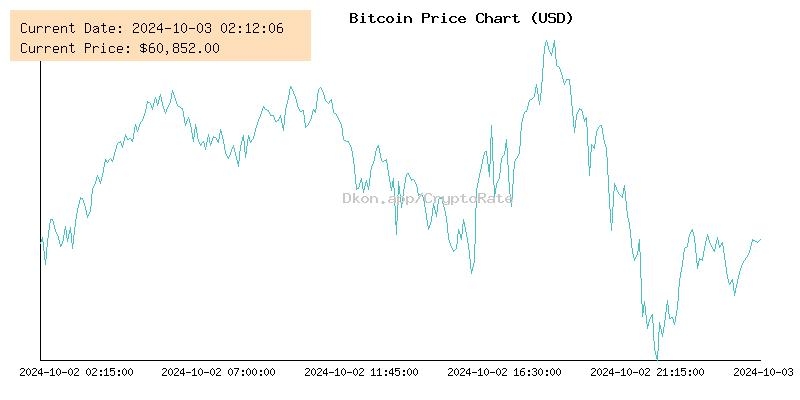 Bitcoin Price Chart (USD)
Current Date: 2024-10-03 02:12:06
Current Price: $60,852.00
Dkon.app/CryptoRate
2024-10-02 02:15:00 2024-10-02 07:00:00 2024-10-02 11:45:00 2024-10-02 16:30:00 2024-10-02 21:15:00 2024-10-03